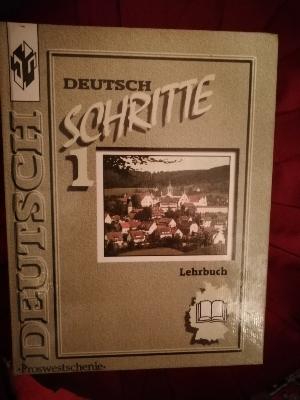 DEUTSCH
SCHRITTE
1
Lehrbuch
DEUTSCH
•Proswestschenie•